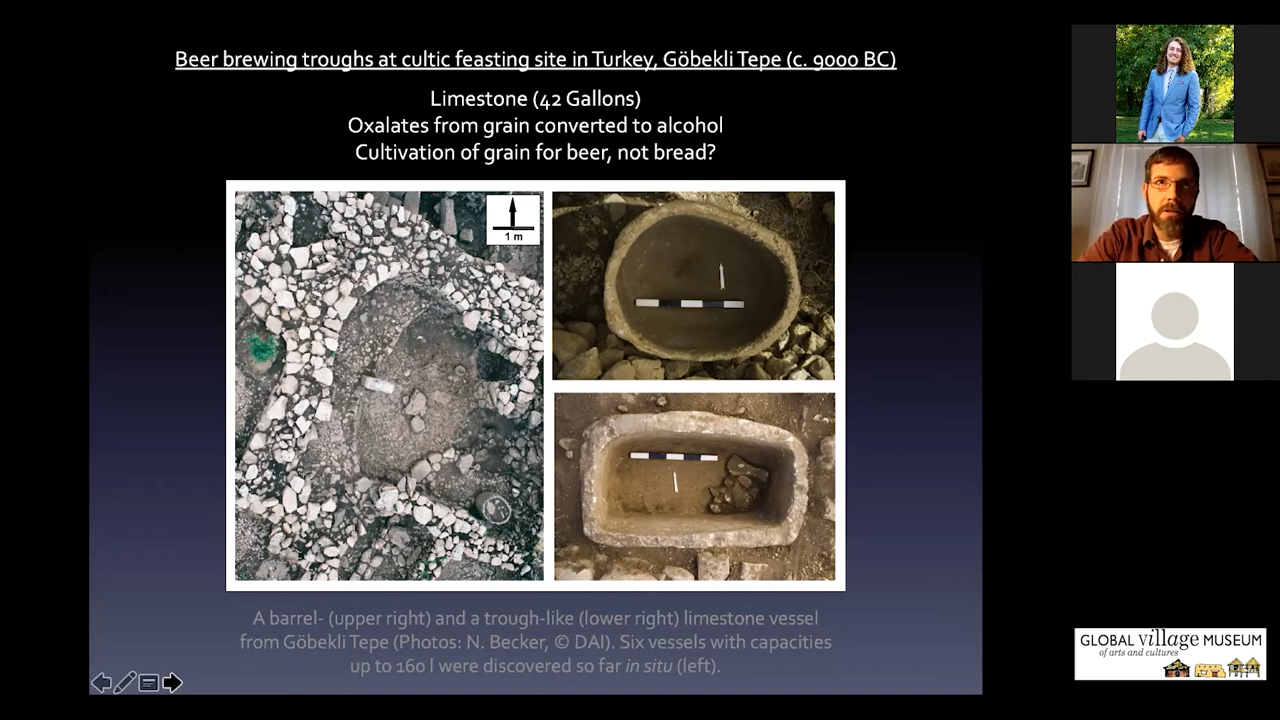 Beer brewing troughs at cultic feasting site in Turkey, Göbekli Tepe (c. 9000 BC)
Limestone (42 Gallons)
Oxalates from grain converted to alcohol
Cultivation of grain for beer, not bread?
1 m
A barrel- (upper right) and a trough-like (lower right) limestone vessel
from Göbekli Tepe (Photos: N. Becker, © DAI). Six vessels with capacities
up to 160 l were discovered so far in situ (left).
GLOBAL village MUSEUM
of arts and cultures